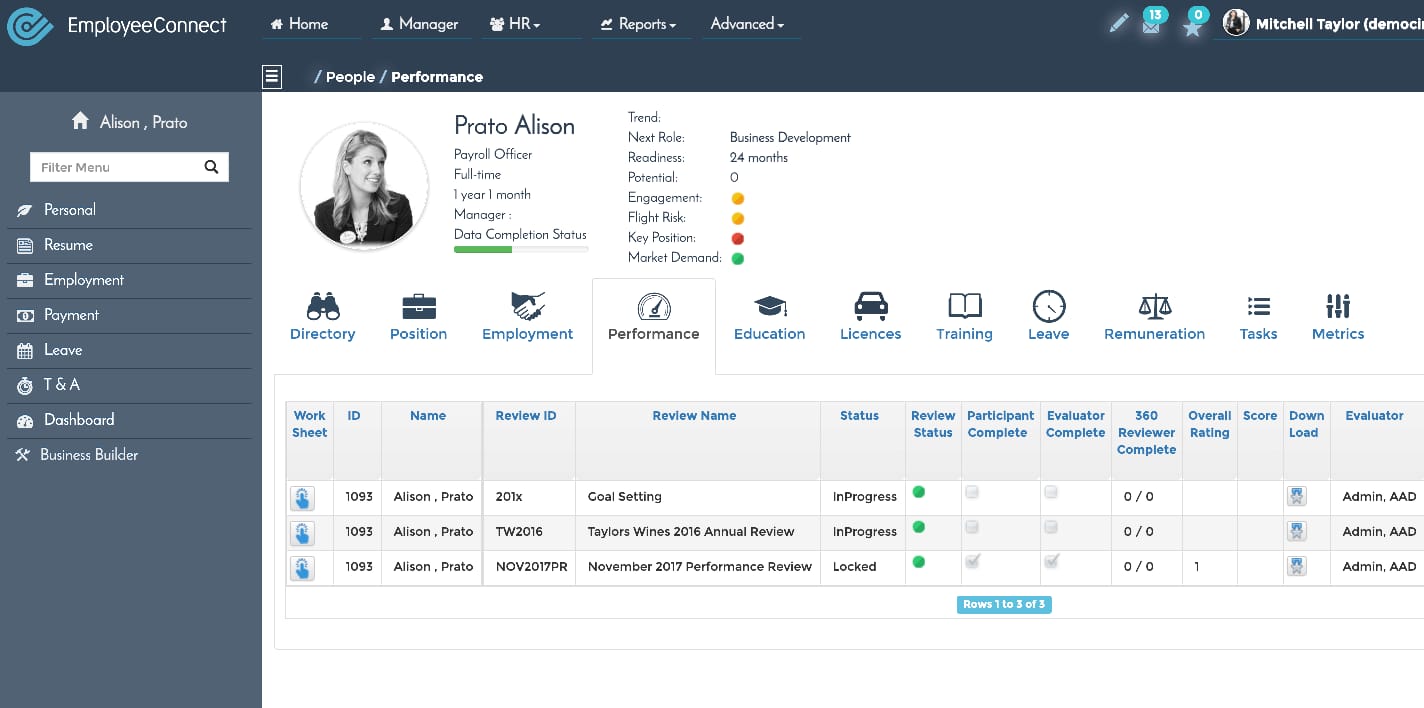 EmployeeConnect
Home
Manager
HR
Reports
Advanced
13
0
Mitchell Taylor (democi
/ People / Performance
Alison , Prato
Filter Menu
Personal
Resume
Employment
Payment
Leave
T & A
Dashboard
Business Builder
Prato Alison
Payroll Officer
Full-time
1 year 1 month
Manager :
Data Completion Status
Trend:
Next Role: Business Development
Readiness: 24 months
Potential: 0
Engagement:
Flight Risk:
Key Position:
Market Demand:
Directory
Position
Employment
Performance
Education
Licences
Training
Leave
Remuneration
Tasks
Metrics
Work Sheet
ID
Name
Review ID
Review Name
Status
Review Status
Participant Complete
Evaluator Complete
360 Reviewer Complete
Overall Rating
Score
Down Load
Evaluator
1093 Alison , Prato 201x Goal Setting InProgress 0 / 0 Admin, AAD
1093 Alison , Prato TW2016 Taylors Wines 2016 Annual Review InProgress 0 / 0 Admin, AAD
1093 Alison , Prato NOV2017PR November 2017 Performance Review Locked 0 / 0 1 Admin, AAD
Rows 1 to 3 of 3